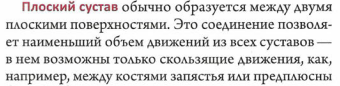 Плоский сустав обычно образуется между двумя
плоскими поверхностями. Это соединение позволя-
ет наименьший объем движений из всех суставов —
в нем возможны только скользящие движения, как,
например, между костями запястья или предплюсны